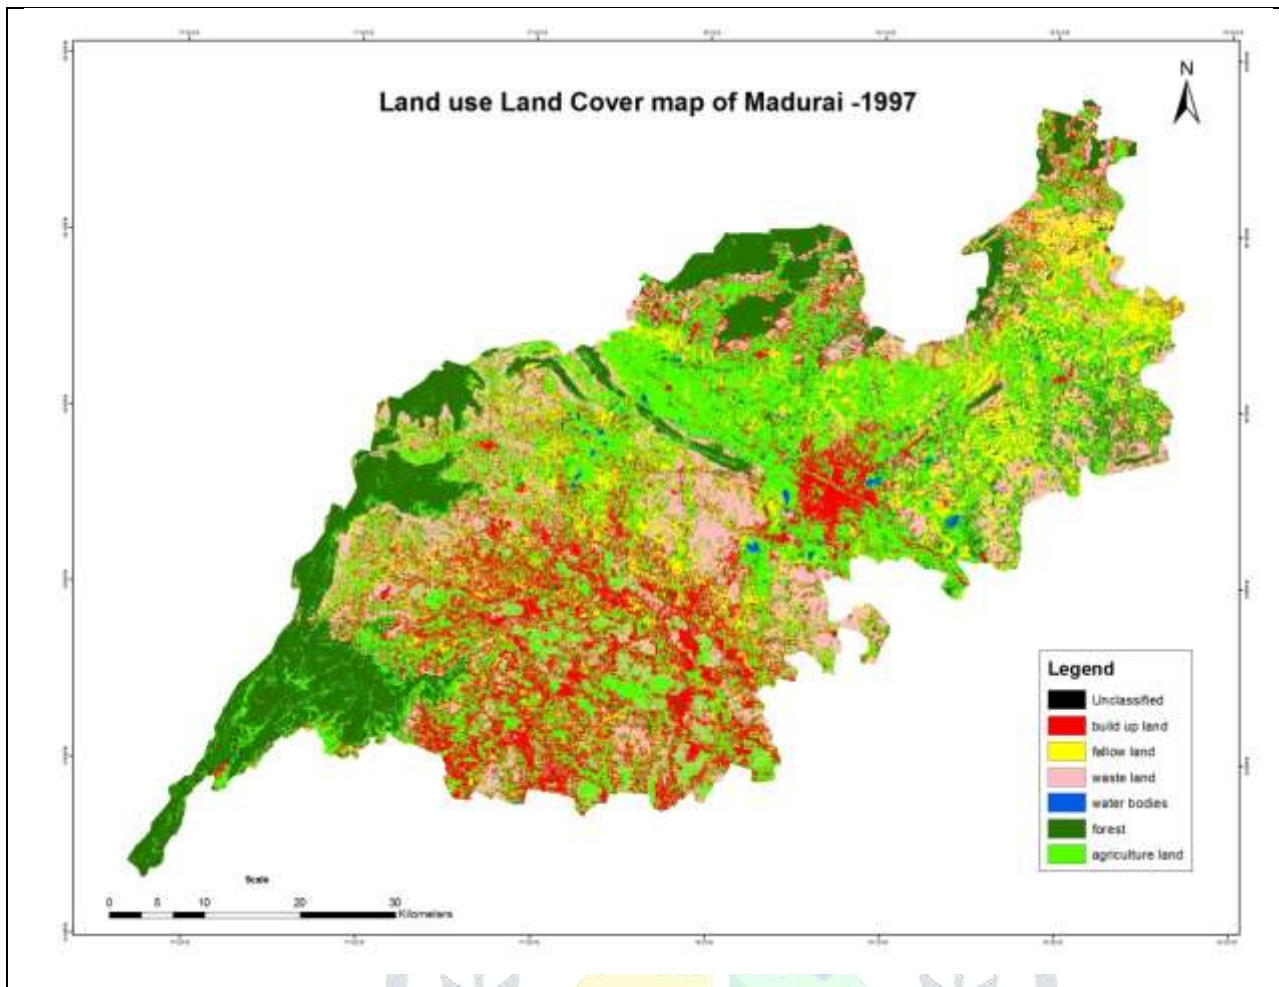 Land use Land Cover map of Madurai -1997
N
Legend
Unclassified
build up land
fallow land
waste land
water bodies
forest
agriculture land
Scale
0 5 10 20 30
Kilometers